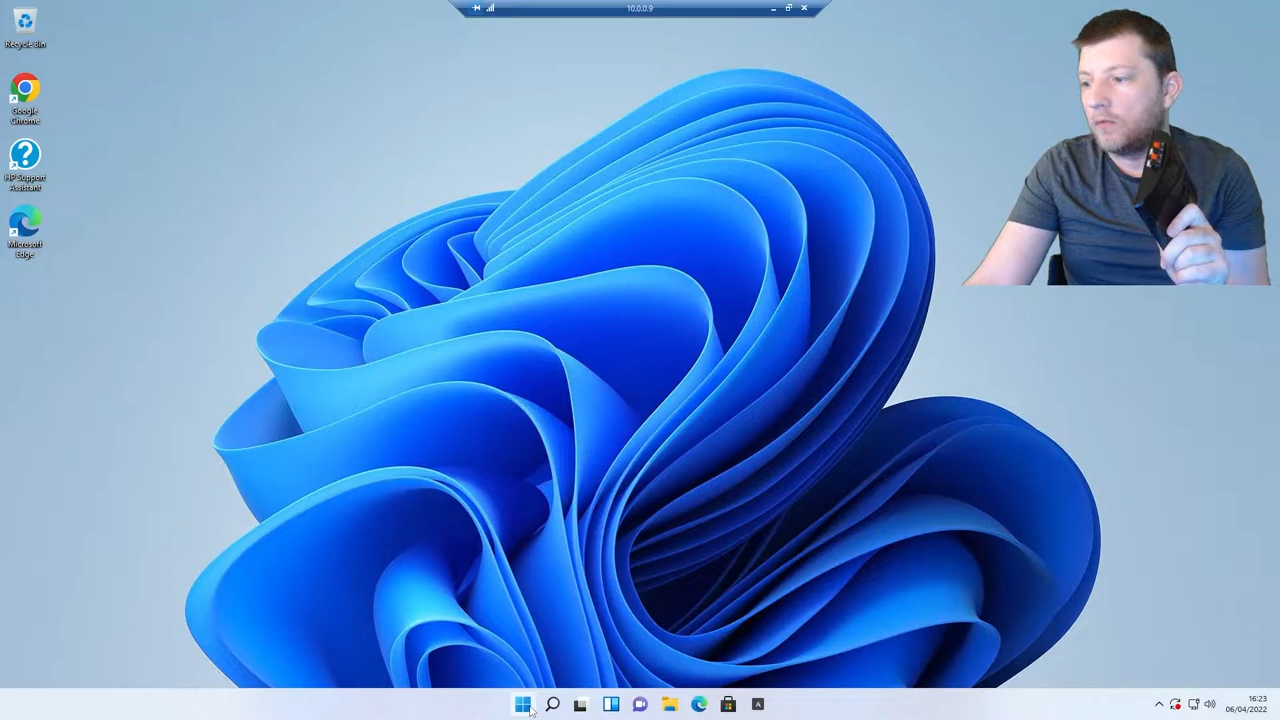 10.0.0.9
Recycle Bin
Google
Chrome
HP Support
Assistant
Microsoft
Edge
A
16:23
06/04/2022